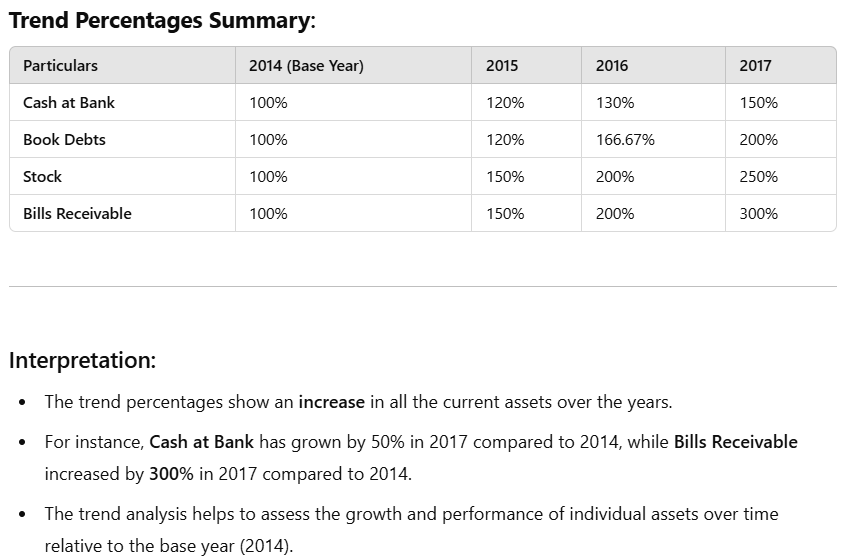 Trend Percentages Summary:
Particulars 2014 (Base Year) 2015 2016 2017
Cash at Bank 100% 120% 130% 150%
Book Debts 100% 120% 166.67% 200%
Stock 100% 150% 200% 250%
Bills Receivable 100% 150% 200% 300%
Interpretation:
• The trend percentages show an increase in all the current assets over the years.
• For instance, Cash at Bank has grown by 50% in 2017 compared to 2014, while Bills Receivable
increased by 300% in 2017 compared to 2014.
• The trend analysis helps to assess the growth and performance of individual assets over time
relative to the base year (2014).